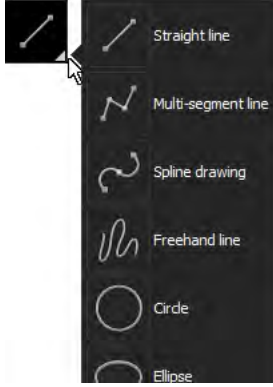 Straight line
Multi-segment line
Spline drawing
Freehand line
Circle
Ellipse